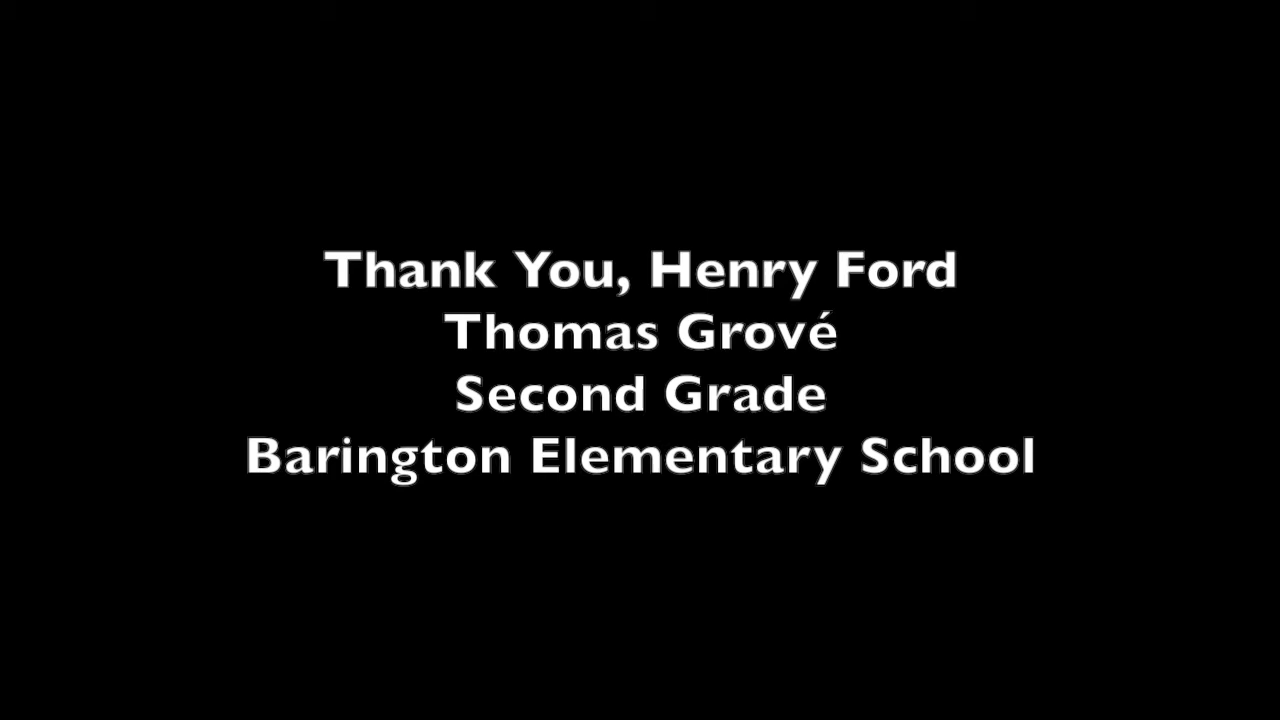 Thank You, Henry Ford
Thomas Grové
Second Grade
Barington Elementary School